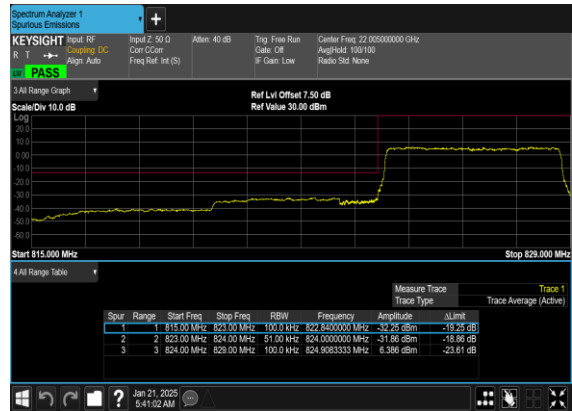 Spectrum Analyzer 1
Spurious Emissions
+
KEYSIGHT Input: RF Input Z: 50 Ω Atten: 40 dB Trig: Free Run Center Freq: 22.005000000 GHz
R T Coupling: DC Corr CCorr Gate: Off Avg|Hold: 100/100
Align: Auto Freq Ref: Int (S) IF Gain: Low Radio Std: None
PASS
3 All Range Graph
Ref Lvl Offset 7.50 dB
Scale/Div 10.0 dB Ref Value 30.00 dBm
Log
20.0
10.0
0.00
-10.0
-20.0
-30.0
-40.0
-50.0
-60.0
Start 815.000 MHz Stop 829.000 MHz
4 All Range Table
Measure Trace Trace 1
Trace Type Trace Average (Active)
Spur Range Start Freq Stop Freq RBW Frequency Amplitude ΔLimit
1 1 815.00 MHz 823.00 MHz 100.0 kHz 822.8400000 MHz -32.25 dBm -19.25 dB
2 2 823.00 MHz 824.00 MHz 51.00 kHz 824.0000000 MHz -31.86 dBm -18.86 dB
3 3 824.00 MHz 829.00 MHz 100.0 kHz 824.9083333 MHz 6.386 dBm -23.61 dB
? Jan 21, 2025
5:41:02 AM